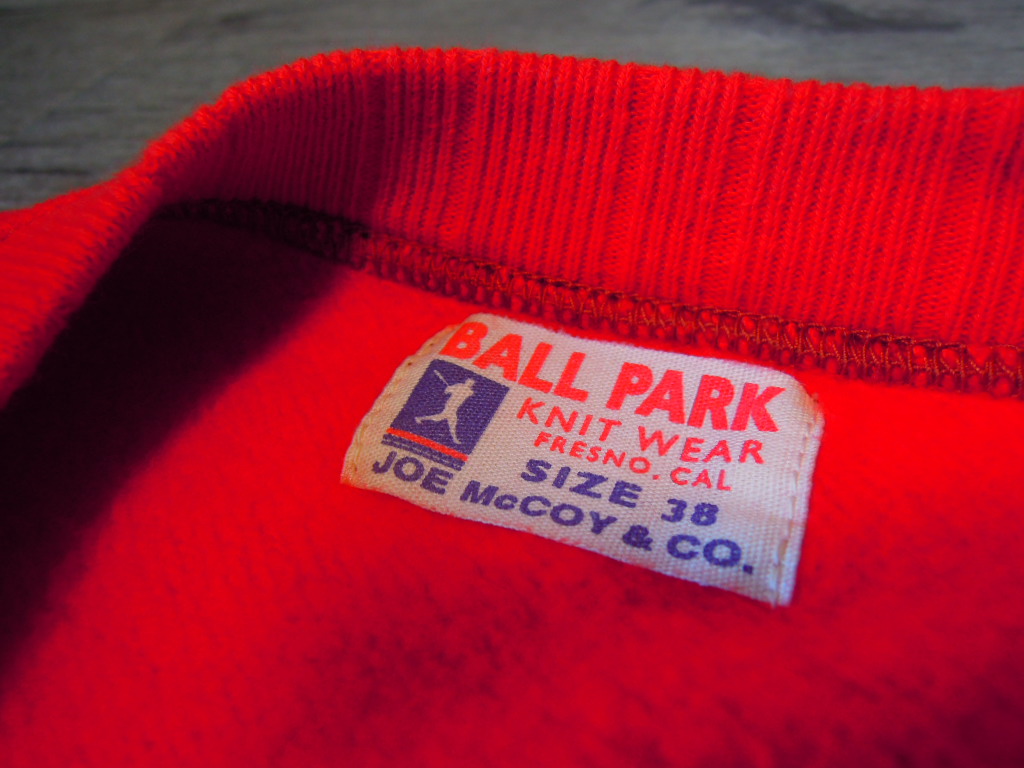 BALL PARK
KNIT WEAR
FRESNO. CAL
SIZE 38
JOE McCOY & CO.